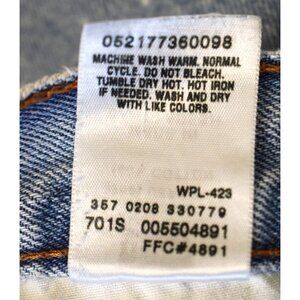 052177360098
MACHINE WASH WARM. NORMAL
CYCLE. DO NOT BLEACH.
TUMBLE DRY HOT. HOT IRON
IF NEEDED. WASH AND DRY
WITH LIKE COLORS.
WPL-423
357 0208 330779
701S 005504891
FFC#4891